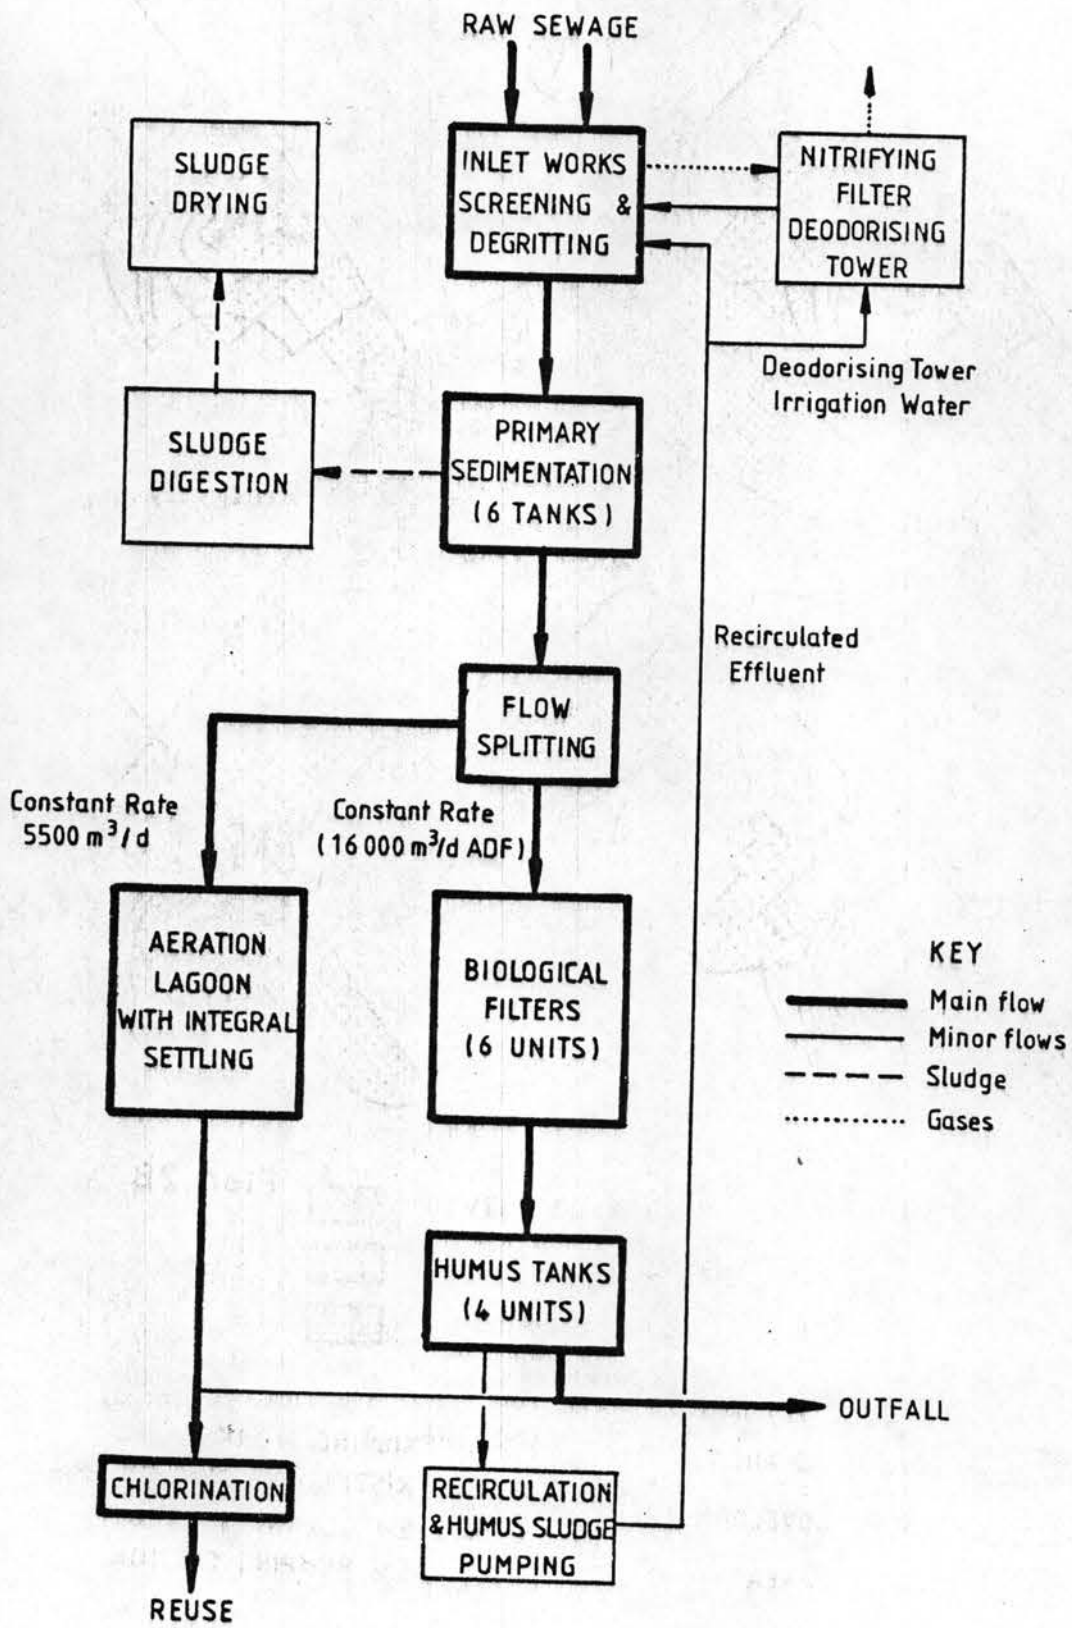 RAW SEWAGE
SLUDGE
DRYING
INLET WORKS
SCREENING &
DEGRITTING
NITRIFYING
FILTER
DEODORISING
TOWER
Deodorising Tower
Irrigation Water
SLUDGE
DIGESTION
PRIMARY
SEDIMENTATION
(6 TANKS)
Recirculated
Effluent
FLOW
SPLITTING
Constant Rate
5500 m³/d
Constant Rate
(16 000 m³/d ADF)
AERATION
LAGOON
WITH INTEGRAL
SETTLING
BIOLOGICAL
FILTERS
(6 UNITS)
KEY
Main flow
Minor flows
Sludge
Gases
HUMUS TANKS
(4 UNITS)
OUTFALL
CHLORINATION
RECIRCULATION
& HUMUS SLUDGE
PUMPING
REUSE